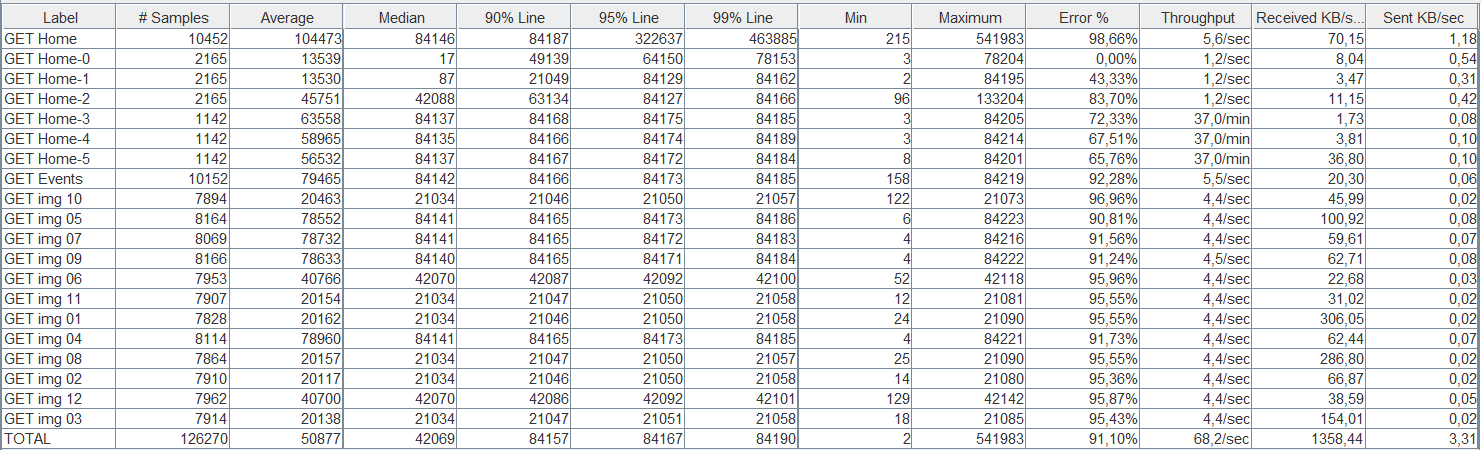 Label # Samples Average Median 90% Line 95% Line 99% Line Min Maximum Error % Throughput Received KB/s... Sent KB/sec
GET Home 10452 104473 84146 84187 322637 463885 215 541983 98,66% 5,6/sec 70,15 1,18
GET Home-0 2165 13539 17 49139 64150 78153 3 78204 0,00% 1,2/sec 8,04 0,54
GET Home-1 2165 13530 87 21049 84129 84162 2 84195 43,33% 1,2/sec 3,47 0,31
GET Home-2 2165 45751 42088 63134 84127 84166 96 133204 83,70% 1,2/sec 11,15 0,42
GET Home-3 1142 63558 84137 84168 84175 84185 3 84205 72,33% 37,0/min 1,73 0,08
GET Home-4 1142 58965 84135 84166 84174 84189 3 84214 67,51% 37,0/min 3,81 0,10
GET Home-5 1142 56532 84137 84167 84172 84184 8 84201 65,76% 37,0/min 36,80 0,10
GET Events 10152 79465 84142 84166 84173 84185 158 84219 92,28% 5,5/sec 20,30 0,06
GET img 10 7894 20463 21034 21046 21050 21057 122 21073 96,96% 4,4/sec 45,99 0,02
GET img 05 8164 78552 84141 84165 84173 84186 6 84223 90,81% 4,4/sec 100,92 0,08
GET img 07 8069 78732 84141 84165 84172 84183 4 84216 91,56% 4,4/sec 59,61 0,07
GET img 09 8166 78633 84140 84165 84171 84184 4 84222 91,24% 4,5/sec 62,71 0,08
GET img 06 7953 40766 42070 42087 42092 42100 52 42118 95,96% 4,4/sec 22,68 0,03
GET img 11 7907 20154 21034 21047 21050 21058 12 21081 95,55% 4,4/sec 31,02 0,02
GET img 01 7828 20162 21034 21046 21050 21058 24 21090 95,55% 4,4/sec 306,05 0,02
GET img 04 8114 78960 84141 84165 84173 84185 4 84221 91,73% 4,4/sec 62,44 0,07
GET img 08 7864 20157 21034 21047 21050 21057 25 21090 95,55% 4,4/sec 286,80 0,02
GET img 02 7910 20117 21034 21046 21050 21058 14 21080 95,36% 4,4/sec 66,87 0,02
GET img 12 7962 40700 42070 42086 42092 42101 129 42142 95,87% 4,4/sec 38,59 0,05
GET img 03 7914 20138 21034 21047 21051 21058 18 21085 95,43% 4,4/sec 154,01 0,02
TOTAL 126270 50877 42069 84157 84167 84190 2 541983 91,10% 68,2/sec 1358,44 3,31